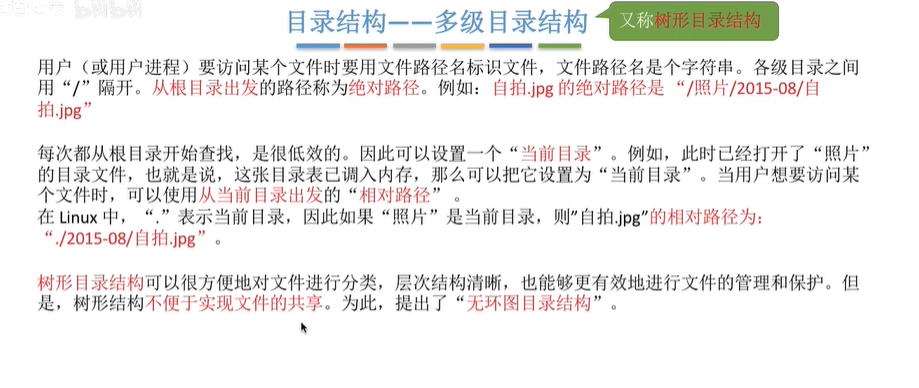 bilibili
目录结构——多级目录结构
又称树形目录结构
用户（或用户进程）要访问某个文件时要用文件路径名标识文件，文件路径名是个字符串。各级目录之间
用“/”隔开。从根目录出发的路径称为绝对路径。例如：自拍.jpg 的绝对路径是 “/照片/2015-08/自
拍.jpg”
每次都从根目录开始查找，是很低效的。因此可以设置一个“当前目录”。例如，此时已经打开了“照片”
的目录文件，也就是说，这张目录表已调入内存，那么可以把它设置为“当前目录”。当用户想要访问某
个文件时，可以使用从当前目录出发的“相对路径” 。
在 Linux 中，“.”表示当前目录，因此如果“照片”是当前目录，则”自拍.jpg”的相对路径为：
“./2015-08/自拍.jpg”。
树形目录结构可以很方便地对文件进行分类，层次结构清晰，也能够更有效地进行文件的管理和保护。但
是，树形结构不便于实现文件的共享。为此，提出了“无环图目录结构”。